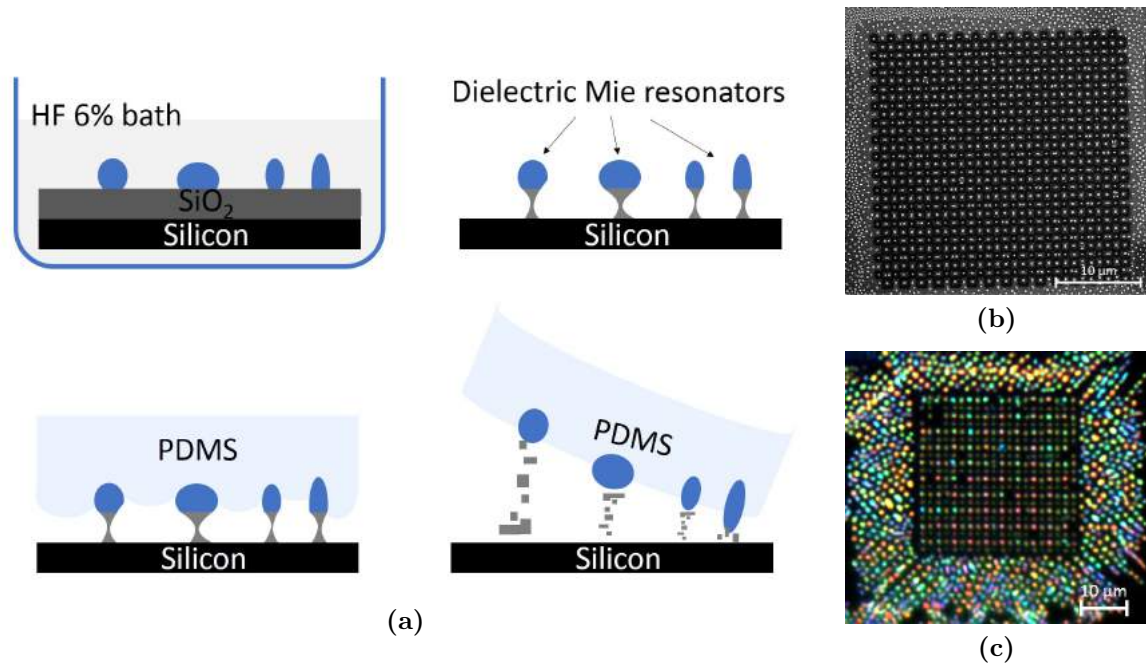 HF 6% bath
SiO₂
Silicon
Dielectric Mie resonators
Silicon
PDMS
Silicon
PDMS
Silicon
(a)
10 μm
(b)
10 μm
(c)